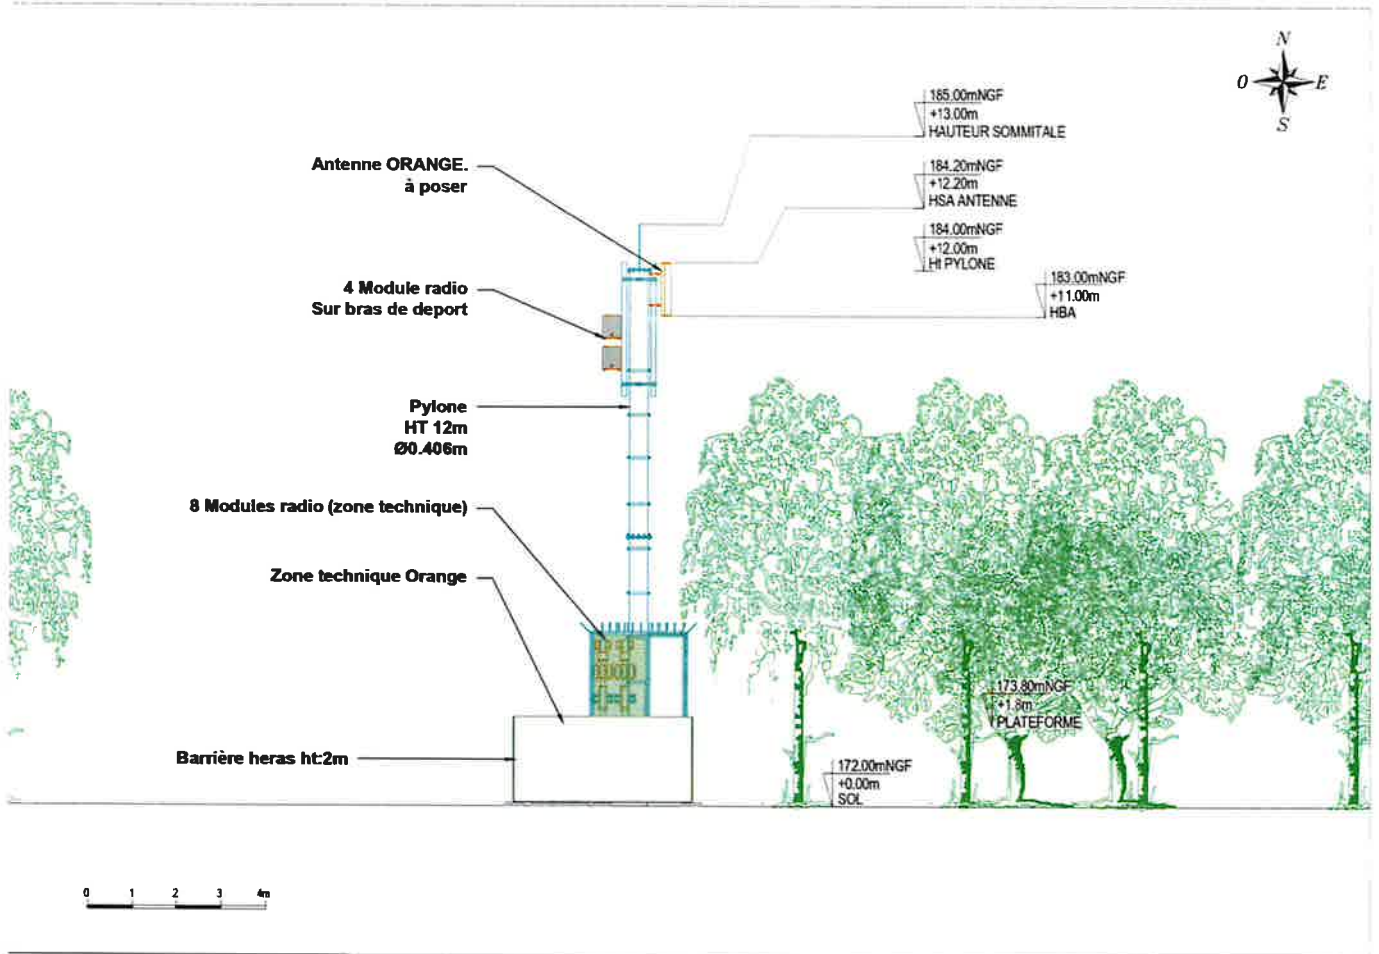 N
O E
S
185.00mNGF
+13.00m
HAUTEUR SOMMITALE
Antenne ORANGE.
à poser
184.20mNGF
+12.20m
HSA ANTENNE
184.00mNGF
+12.00m
Ht PYLONE
183.00mNGF
+11.00m
HBA
4 Module radio
Sur bras de deport
Pylone
HT 12m
Ø0.406m
8 Modules radio (zone technique)
Zone technique Orange
173.80mNGF
+1.8m
PLATEFORME
Barrière heras ht:2m
172.00mNGF
+0.00m
SOL
0 1 2 3 4m